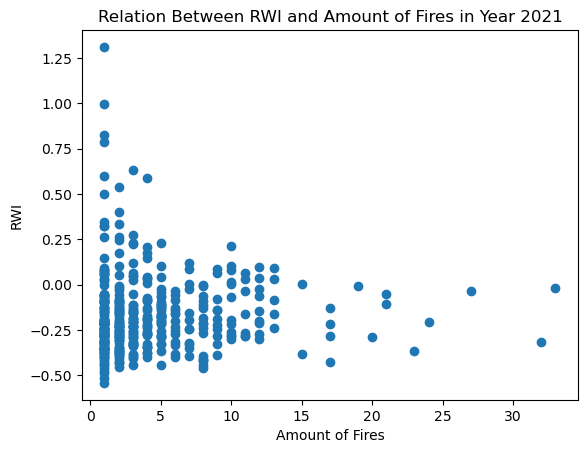 Relation Between RWI and Amount of Fires in Year 2021
1.25
1.00
0.75
0.50
0.25
0.00
−0.25
−0.50
RWI
0 5 10 15 20 25 30
Amount of Fires